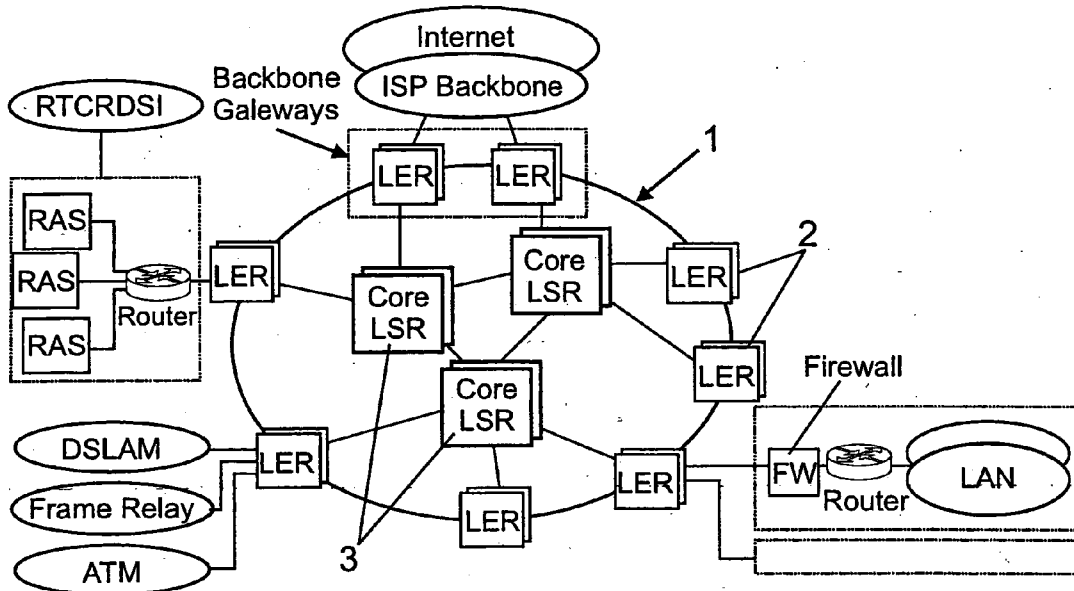 Internet
ISP Backbone
Backbone
Galeways
RTCRDSI
1
LER
LER
RAS
RAS
RAS
Router
LER
Core
LSR
Core
LSR
LER
2
LER
Core
LSR
Firewall
DSLAM
Frame Relay
ATM
LER
LER
LER
FW
Router
LAN
3